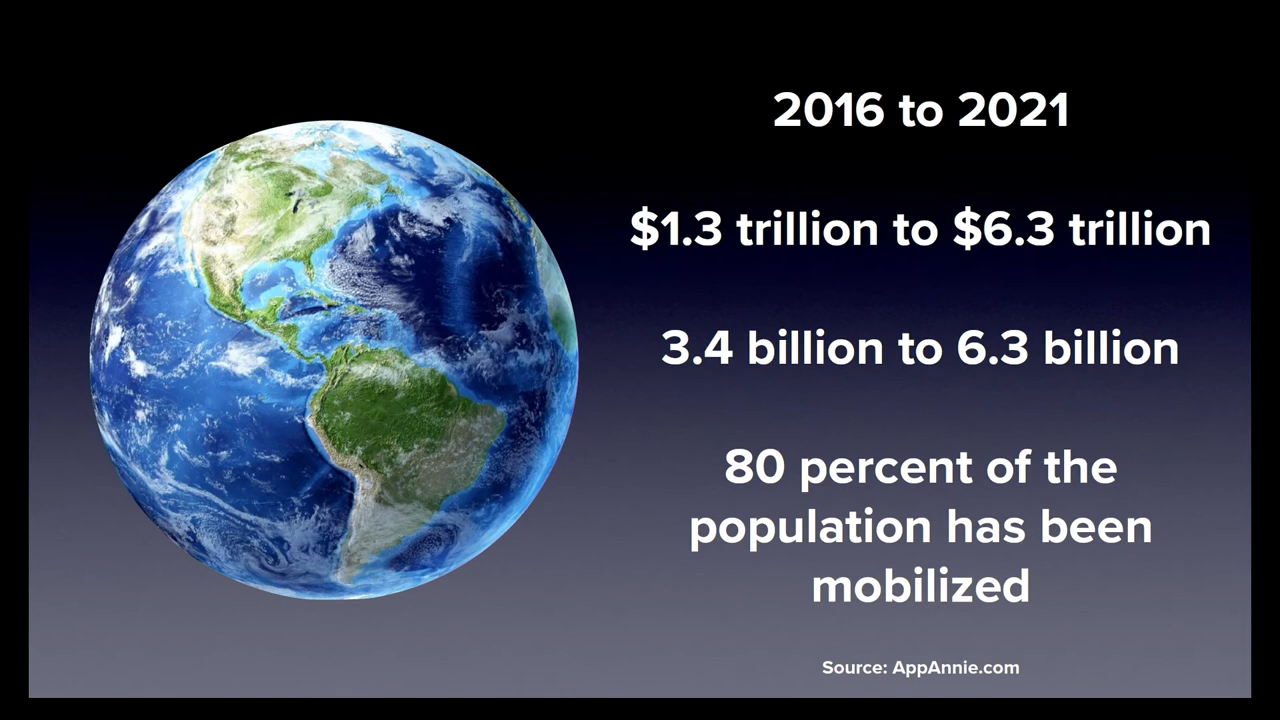 2016 to 2021
$1.3 trillion to $6.3 trillion
3.4 billion to 6.3 billion
80 percent of the
population has been
mobilized
Source: AppAnnie.com